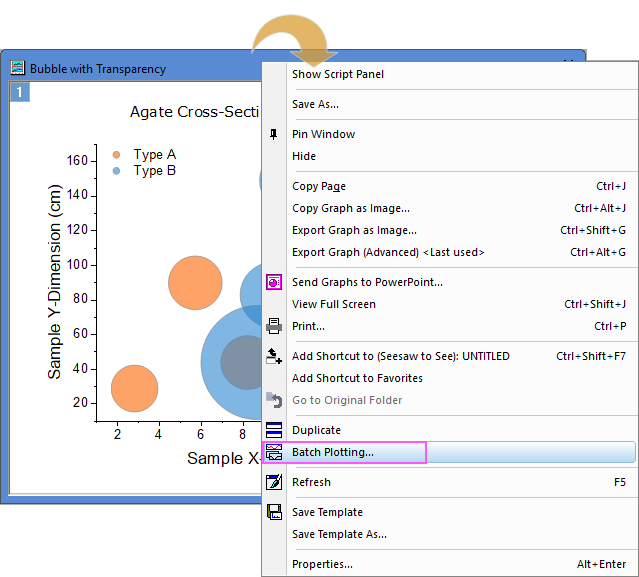 Bubble with Transparency
1
Agate Cross-Secti
Type A
Type B
Sample Y-Dimension (cm)
160
140
120
100
80
60
40
20
2
4
6
8
Sample X-
Show Script Panel
Save As...
Pin Window
Hide
Copy Page Ctrl+J
Copy Graph as Image... Ctrl+Alt+J
Export Graph as Image... Ctrl+Shift+G
Export Graph (Advanced) <Last used> Ctrl+Alt+G
Send Graphs to PowerPoint...
View Full Screen Ctrl+Shift+J
Print... Ctrl+P
Add Shortcut to (Seesaw to See): UNTITLED Ctrl+Shift+F7
Add Shortcut to Favorites
Go to Original Folder
Duplicate
Batch Plotting...
Refresh F5
Save Template
Save Template As...
Properties... Alt+Enter